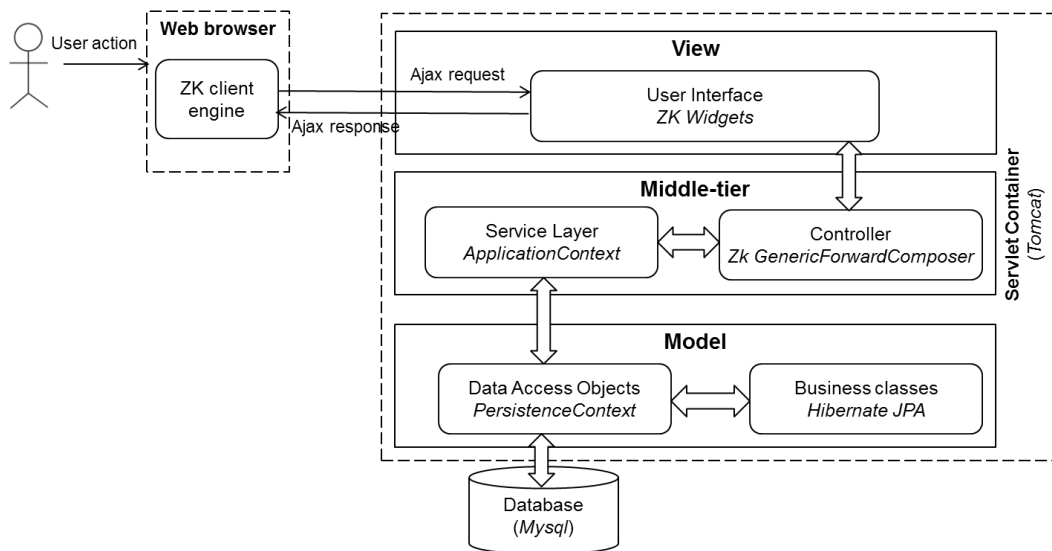 User action
Web browser
ZK client
engine
Ajax request
Ajax response
View
User Interface
ZK Widgets
Middle-tier
Service Layer
ApplicationContext
Controller
Zk GenericForwardComposer
Servlet Container
(Tomcat)
Model
Data Access Objects
PersistenceContext
Business classes
Hibernate JPA
Database
(Mysql)